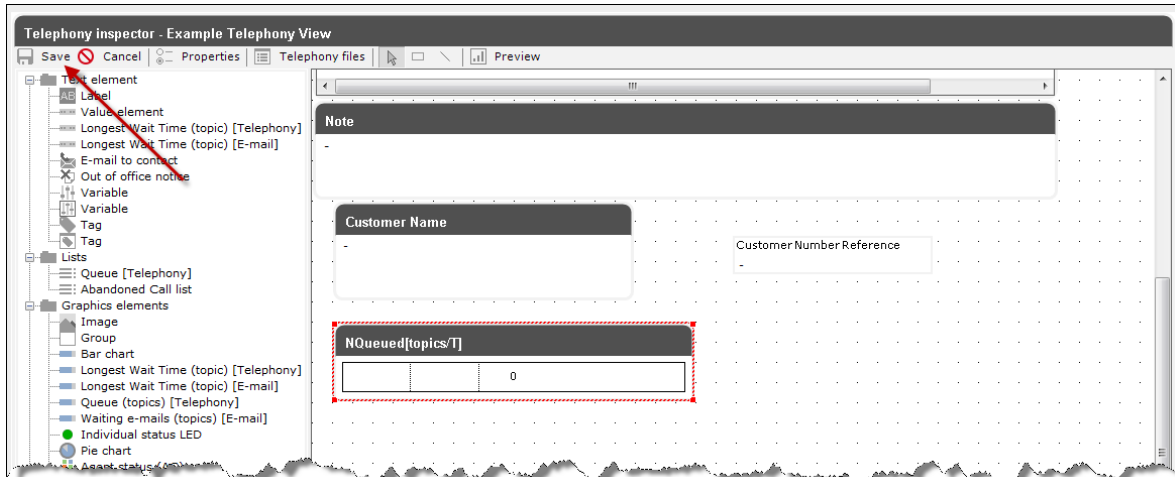 Telephony inspector - Example Telephony View
Save Cancel Properties Telephony files Preview
Text element
AB Label
Value element
Longest Wait Time (topic) [Telephony]
Longest Wait Time (topic) [E-mail]
E-mail to contact
Out of office notice
Variable
Variable
Tag
Tag
Lists
Queue [Telephony]
Abandoned Call list
Graphics elements
Image
Group
Bar chart
Longest Wait Time (topic) [Telephony]
Longest Wait Time (topic) [E-mail]
Queue (topics) [Telephony]
Waiting e-mails (topics) [E-mail]
Individual status LED
Pie chart
Agent status
Note
-
Customer Name
-
Customer Number Reference
-
NQueued[topics/T]
0